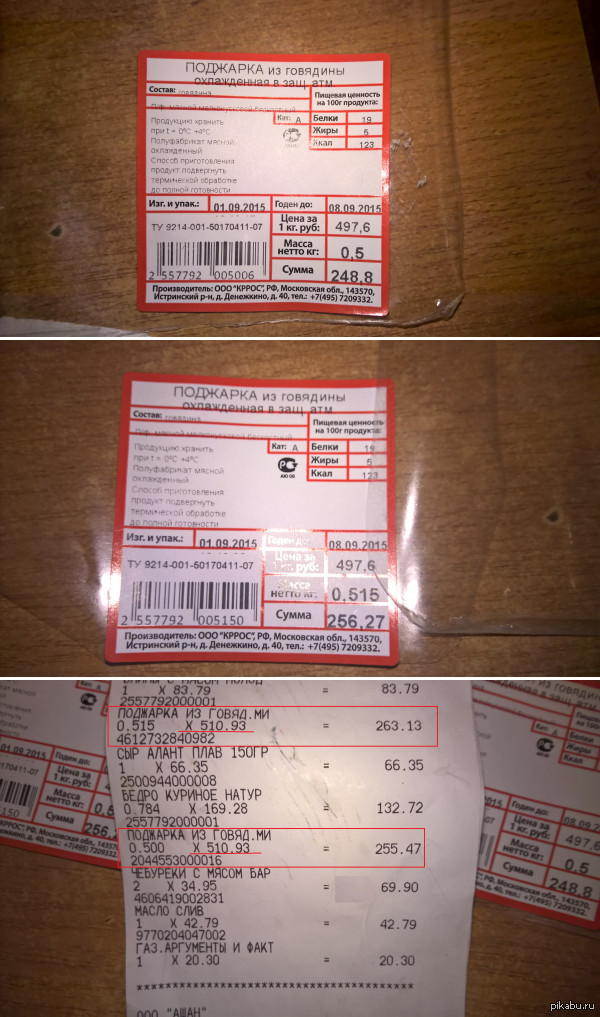 ПОДЖАРКА из говядины
охлажденная в защ. атм.
Состав: говядина
Пищевая ценность
на 100г продукта:
П/ф. мясной мелкокусковой бескостный
Кат: А
Белки 19
Жиры 5
Ккал 123
Продукцию хранить
при t = 0°C +4°C
Полуфабрикат мясной
охлажденный
Способ приготовления
продукт подвергнуть
термической обработке
до полной готовности
Изг. и упак.: 01.09.2015
Годен до: 08.09.2015
ТУ 9214-001-50170411-07
Цена за
1 кг. руб: 497,6
Масса
нетто кг: 0,5
Сумма 248,8
2 557792 005006
Производитель: ООО "КРРОС", РФ, Московская обл., 143570,
Истринский р-н, д. Денежкино, д. 40, тел.: +7(495) 7209332.
ПОДЖАРКА из говядины
охлажденная в защ. атм
Состав: говядина
Пищевая ценность
на 100г продукта:
П/ф. мясной мелкокусковой бескостный
Кат: А
Белки 19
Жиры 5
Ккал 123
Продукцию хранить
при t = 0°C +4°C
Полуфабрикат мясной
охлажденный
Способ приготовления
продукт подвергнуть
термической обработке
до полной готовности
Изг. и упак.: 01.09.2015
Годен до: 08.09.2015
ТУ 9214-001-50170411-07
Цена за
1 кг. руб: 497,6
Масса
нетто кг: 0.515
Сумма 256,27
2 557792 005150
Производитель: ООО "КРРОС", РФ, Московская обл., 143570,
Истринский р-н, д. Денежкино, д. 40, тел.: +7(495) 7209332.
БЛИНЫ С МЯСОМ МОЛОД
1 X 83.79 = 83.79
2557792000001
ПОДЖАРКА ИЗ ГОВЯД.МИ
0.515 X 510.93 = 263.13
4612732840982
СЫР АЛАНТ ПЛАВ 150ГР
1 X 66.35 = 66.35
2500944000008
БЕДРО КУРИНОЕ НАТУР
0.784 X 169.28 = 132.72
2557792000001
ПОДЖАРКА ИЗ ГОВЯД.МИ
0.500 X 510.93 = 255.47
2044553000016
ЧЕБУРЕКИ С МЯСОМ БАР
2 X 34.95 = 69.90
4606419002831
МАСЛО СЛИВ
1 X 42.79 = 42.79
9770204047002
ГАЗ.АРГУМЕНТЫ И ФАКТ
1 X 20.30 = 20.30
****************************************
ООО "АШАН"
pikabu.ru